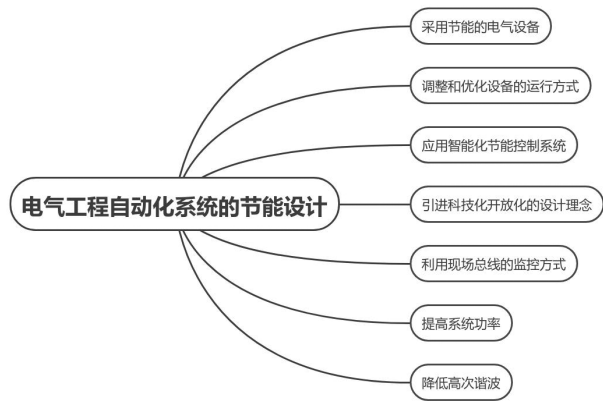 电气工程自动化系统的节能设计
采用节能的电气设备
调整和优化设备的运行方式
应用智能化节能控制系统
引进科技化开放化的设计理念
利用现场总线的监控方式
提高系统功率
降低高次谐波